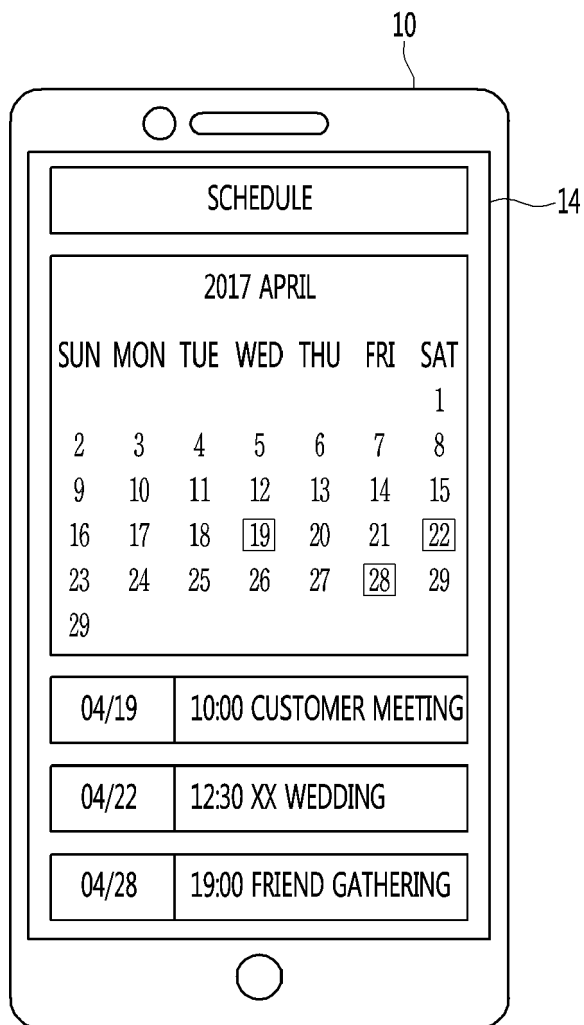 10
14
SCHEDULE
2017 APRIL
SUN MON TUE WED THU FRI SAT
1
2 3 4 5 6 7 8
9 10 11 12 13 14 15
16 17 18 19 20 21 22
23 24 25 26 27 28 29
29
04/19 10:00 CUSTOMER MEETING
04/22 12:30 XX WEDDING
04/28 19:00 FRIEND GATHERING